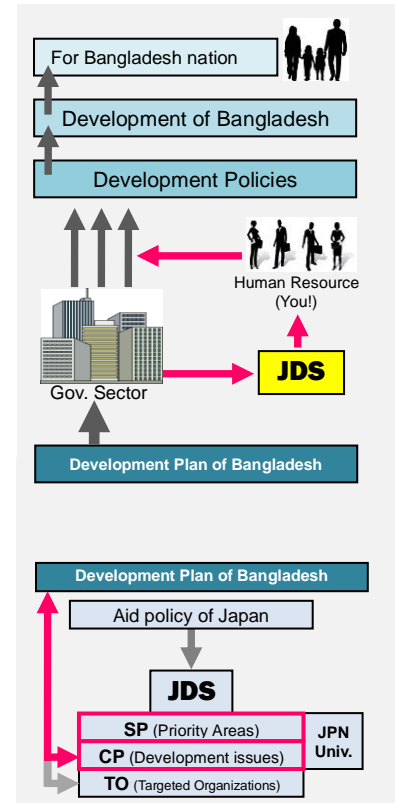 For Bangladesh nation
Development of Bangladesh
Development Policies
Human Resource
(You!)
JDS
Gov. Sector
Development Plan of Bangladesh
Development Plan of Bangladesh
Aid policy of Japan
JDS
SP (Priority Areas)
CP (Development issues)
TO (Targeted Organizations)
JPN
Univ.